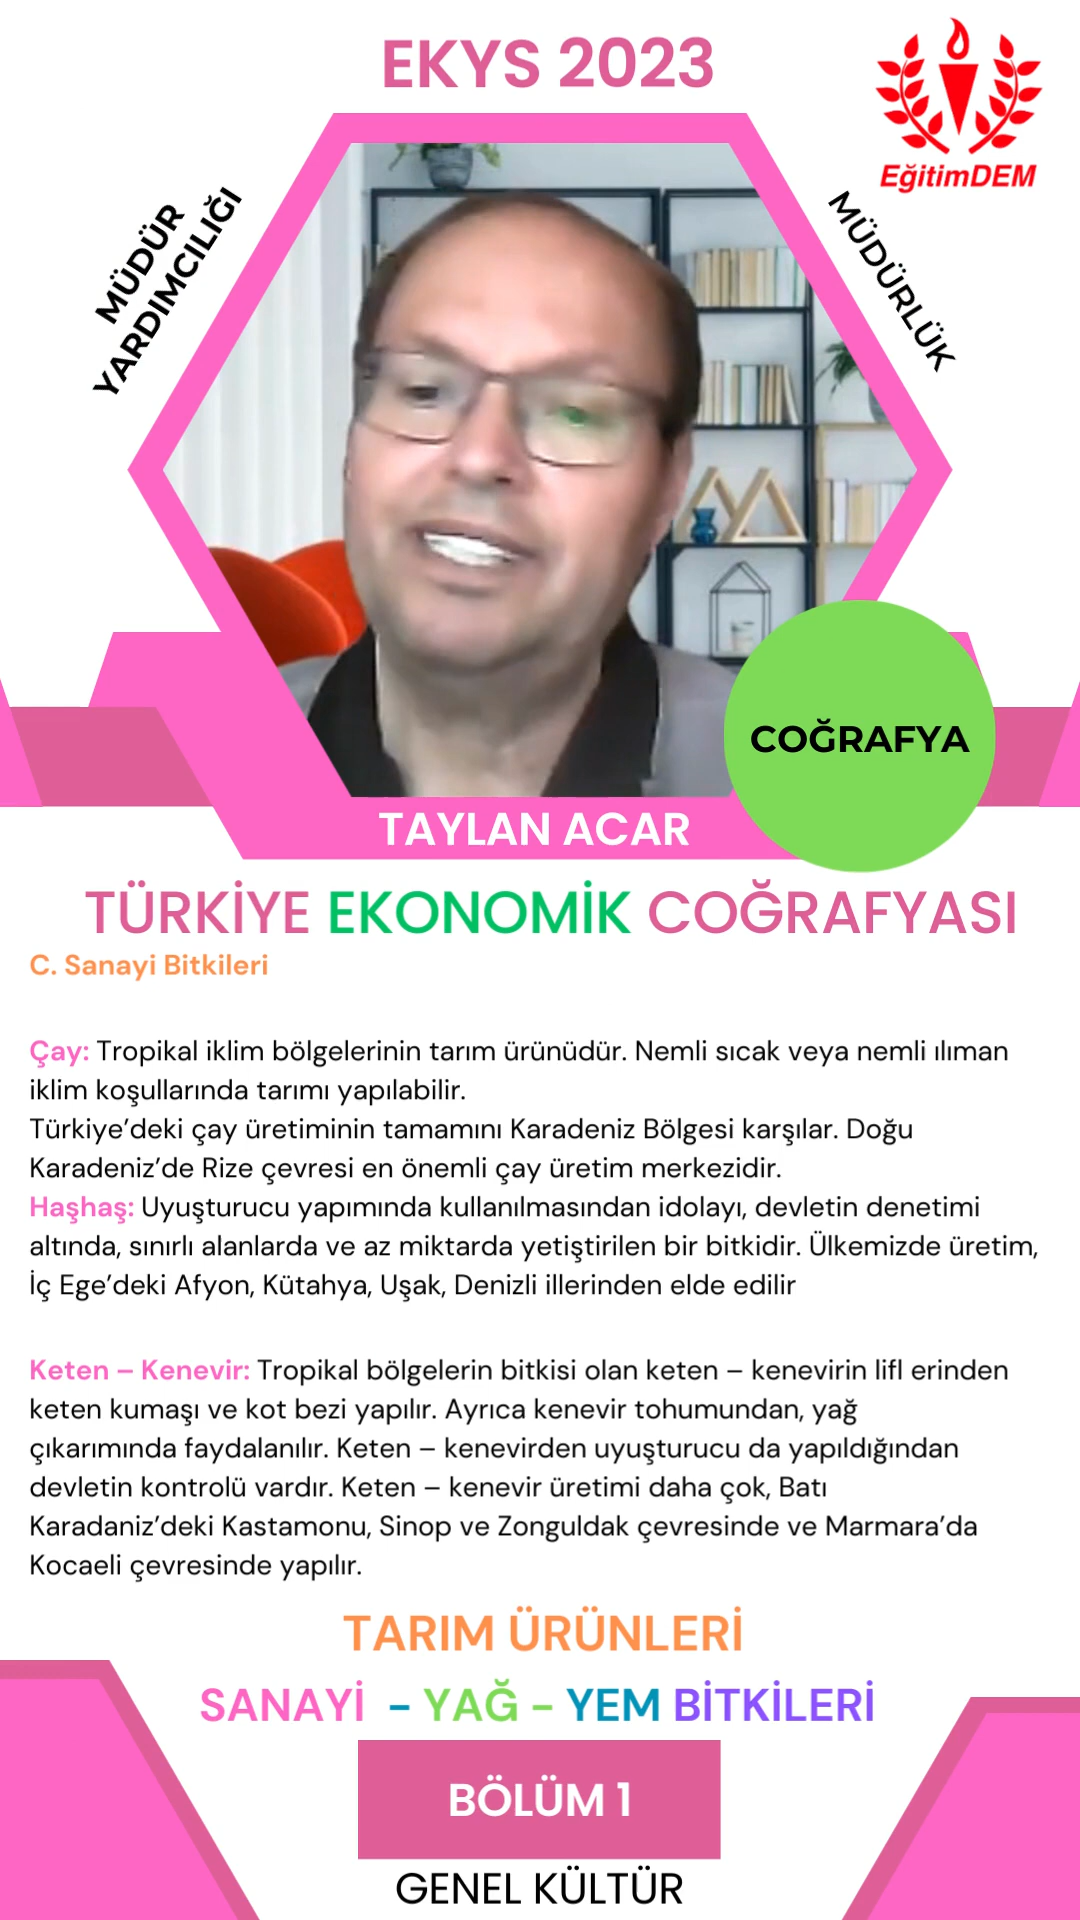 EKYS 2023
EğitimDEM
MÜDÜR
YARDIMCILIĞI
MÜDÜRLÜK
COĞRAFYA
TAYLAN ACAR
TÜRKİYE EKONOMİK COĞRAFYASI
C. Sanayi Bitkileri
Çay: Tropikal iklim bölgelerinin tarım ürünüdür. Nemli sıcak veya nemli ılıman
iklim koşullarında tarımı yapılabilir.
Türkiye’deki çay üretiminin tamamını Karadeniz Bölgesi karşılar. Doğu
Karadeniz’de Rize çevresi en önemli çay üretim merkezidir.
Haşhaş: Uyuşturucu yapımında kullanılmasından idolayı, devletin denetimi
altında, sınırlı alanlarda ve az miktarda yetiştirilen bir bitkidir. Ülkemizde üretim,
İç Ege’deki Afyon, Kütahya, Uşak, Denizli illerinden elde edilir
Keten – Kenevir: Tropikal bölgelerin bitkisi olan keten – kenevirin lifl erinden
keten kumaşı ve kot bezi yapılır. Ayrıca kenevir tohumundan, yağ
çıkarımında faydalanılır. Keten – kenevirden uyuşturucu da yapıldığından
devletin kontrolü vardır. Keten – kenevir üretimi daha çok, Batı
Karadaniz’deki Kastamonu, Sinop ve Zonguldak çevresinde ve Marmara’da
Kocaeli çevresinde yapılır.
TARIM ÜRÜNLERİ
SANAYİ - YAĞ - YEM BİTKİLERİ
BÖLÜM 1
GENEL KÜLTÜR